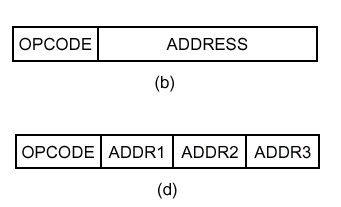 OPCODE ADDRESS
(b)
OPCODE ADDR1 ADDR2 ADDR3
(d)